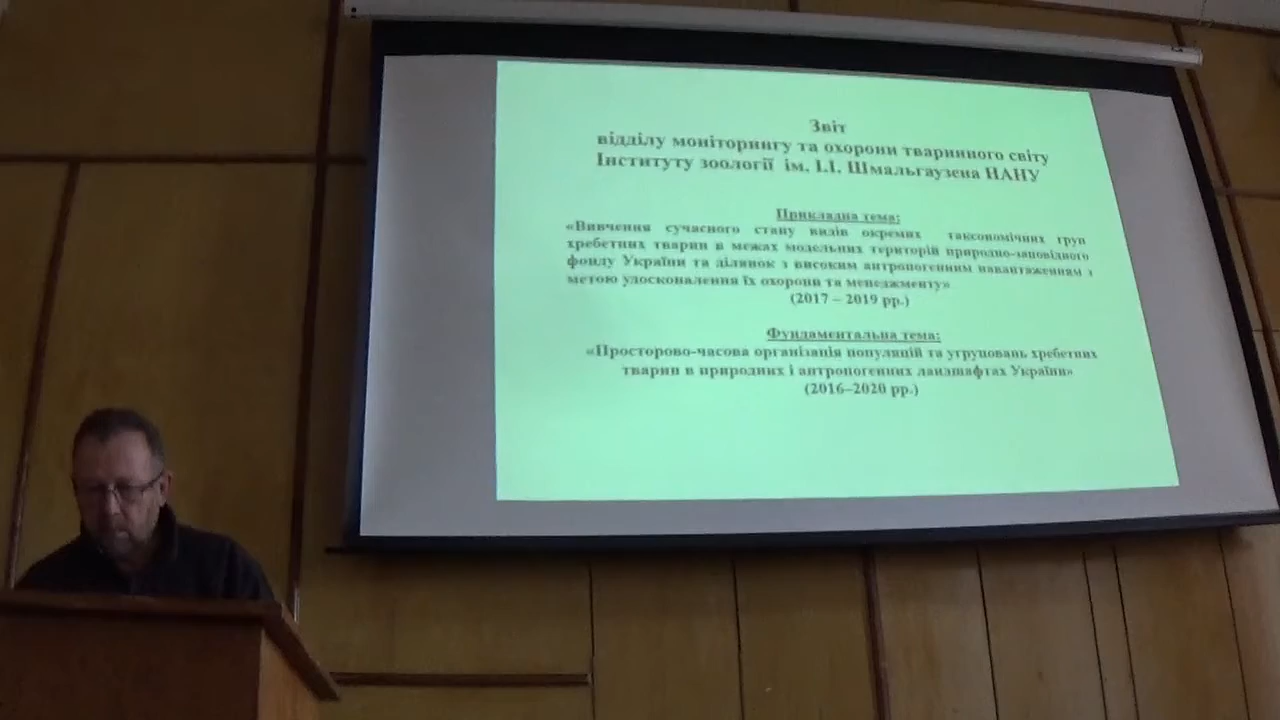 Звіт
відділу моніторингу та охорони тваринного світу
Інституту зоології ім. І.І. Шмальгаузена НАНУ
Прикладна тема:
«Вивчення сучасного стану видів окремих таксономічних груп
хребетних тварин в межах модельних територій природно-заповідного
фонду України та ділянок з високим антропогенним навантаженням з
метою удосконалення їх охорони та менеджменту»
(2017 – 2019 рр.)
Фундаментальна тема:
«Просторово-часова організація популяцій та угруповань хребетних
тварин в природних і антропогенних ландшафтах України»
(2016–2020 рр.)